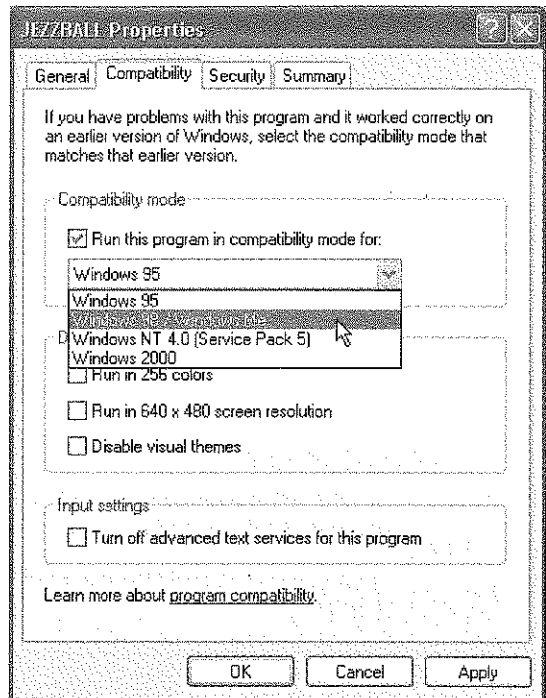 JEZZBALL Properties
General Compatibility Security Summary
If you have problems with this program and it worked correctly on
an earlier version of Windows, select the compatibility mode that
matches that earlier version.
Compatibility mode
Run this program in compatibility mode for:
Windows 95
Windows 95
Windows 98 / Windows Me
D
Windows NT 4.0 (Service Pack 5)
Windows 2000
Run in 256 colors
Run in 640 x 480 screen resolution
Disable visual themes
Input settings
Turn off advanced text services for this program
Learn more about program compatibility.
OK Cancel Apply